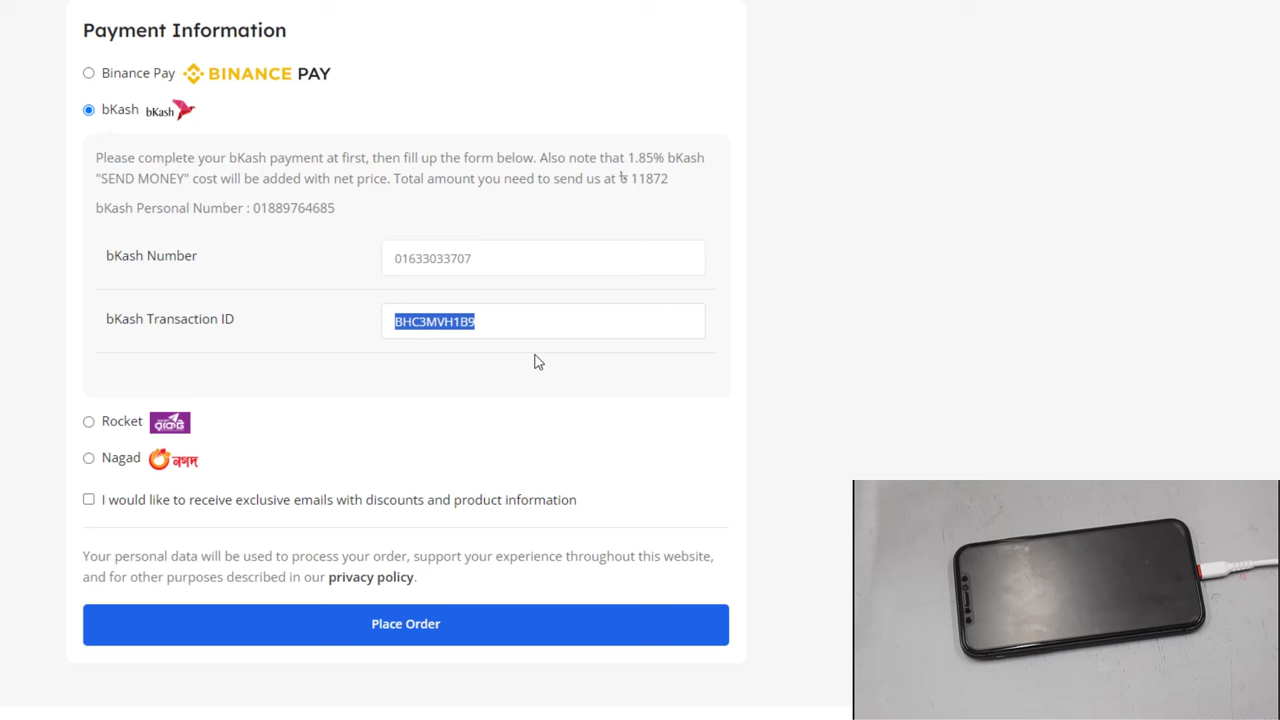 Payment Information
Binance Pay BINANCE PAY
bKash bKash
Please complete your bKash payment at first, then fill up the form below. Also note that 1.85% bKash
"SEND MONEY" cost will be added with net price. Total amount you need to send us at ৳ 11872
bKash Personal Number : 01889764685
bKash Number 01633033707
bKash Transaction ID BHC3MVH1B9
Rocket রকেট
Nagad নগদ
I would like to receive exclusive emails with discounts and product information
Your personal data will be used to process your order, support your experience throughout this website,
and for other purposes described in our privacy policy.
Place Order